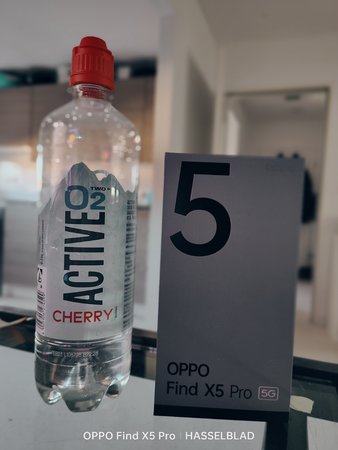 ACTIVE
O2
TWO
CHERRY!
5
OPPO
Find X5 Pro 5G
OPPO Find X5 Pro | HASSELBLAD